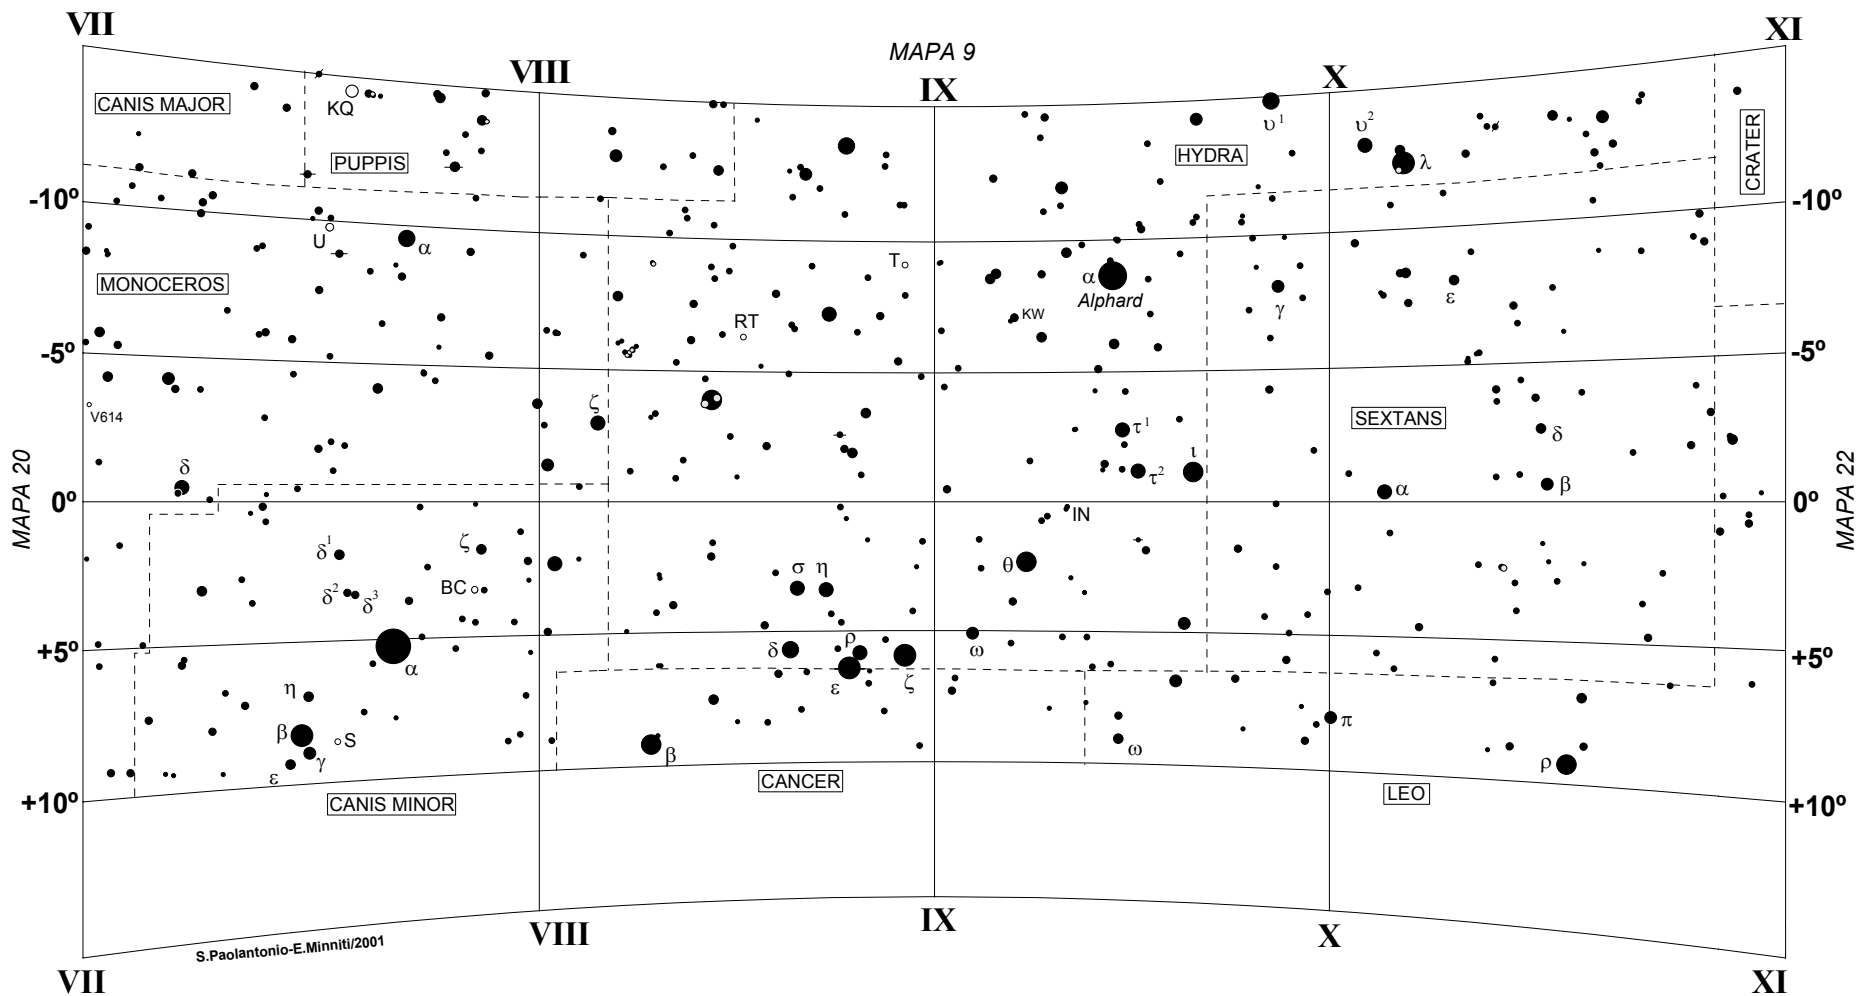 VII
XI
MAPA 9
VIII
IX
X
CANIS MAJOR
KQ
PUPPIS
υ1
υ2
HYDRA
λ
CRATER
-10º
-10º
U
α
T
α
Alphard
MONOCEROS
γ
ε
KW
RT
-5º
-5º
V614
ζ
τ1
SEXTANS
δ
MAPA 20
δ
τ2
ι
α
β
MAPA 22
0º
0º
IN
δ1
ζ
θ
δ2
δ3
BC
σ
η
+5º
α
δ
ρ
ε
ζ
ω
+5º
η
β
S
γ
ε
β
ω
π
ρ
+10º
CANIS MINOR
CANCER
LEO
+10º
S.Paolantonio-E.Minniti/2001
VIII
IX
X
VII
XI